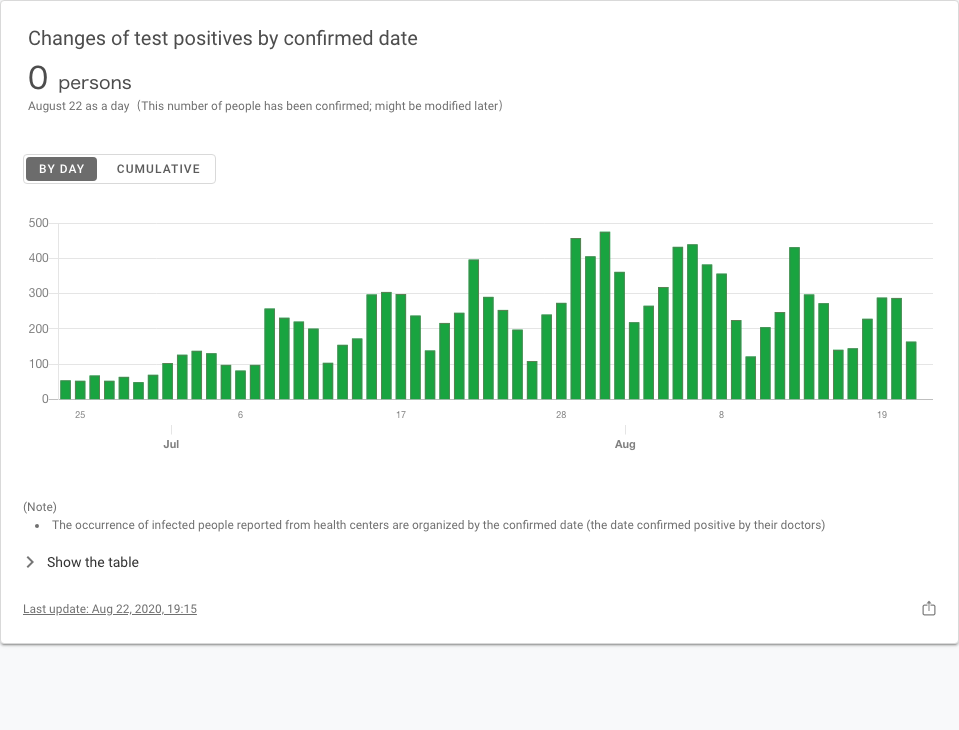 Changes of test positives by confirmed date
0 persons
August 22 as a day（This number of people has been confirmed; might be modified later）
BY DAY CUMULATIVE
500
400
300
200
100
0
25 6 17 28 8 19
Jul Aug
(Note)
• The occurrence of infected people reported from health centers are organized by the confirmed date (the date confirmed positive by their doctors)
Show the table
Last update: Aug 22, 2020, 19:15